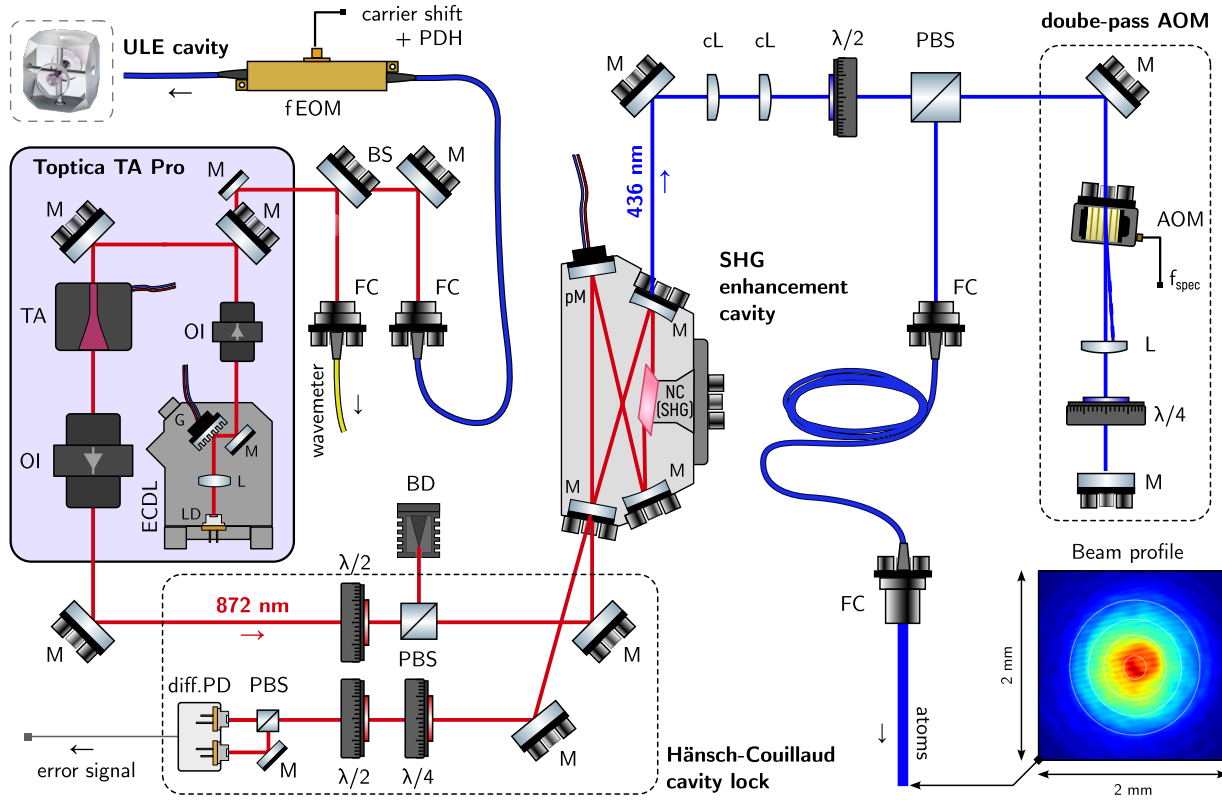 carrier shift
+ PDH
ULE cavity
←
fEOM
Toptica TA Pro
M
BS
M
M
M
TA
OI
FC
FC
wavemeter
→
G
M
L
LD
OI
ECDL
BD
M
λ/2
872 nm
→
PBS
M
diff.PD
PBS
λ/2
λ/4
M
M
error signal
←
Hänsch-Couillaud
cavity lock
436 nm
→
SHG
enhancement
cavity
pM
M
NC
(SHG)
M
M
M
cL
cL
λ/2
PBS
FC
FC
atoms
→
doube-pass AOM
M
AOM
fspec
L
λ/4
M
Beam profile
2 mm
2 mm